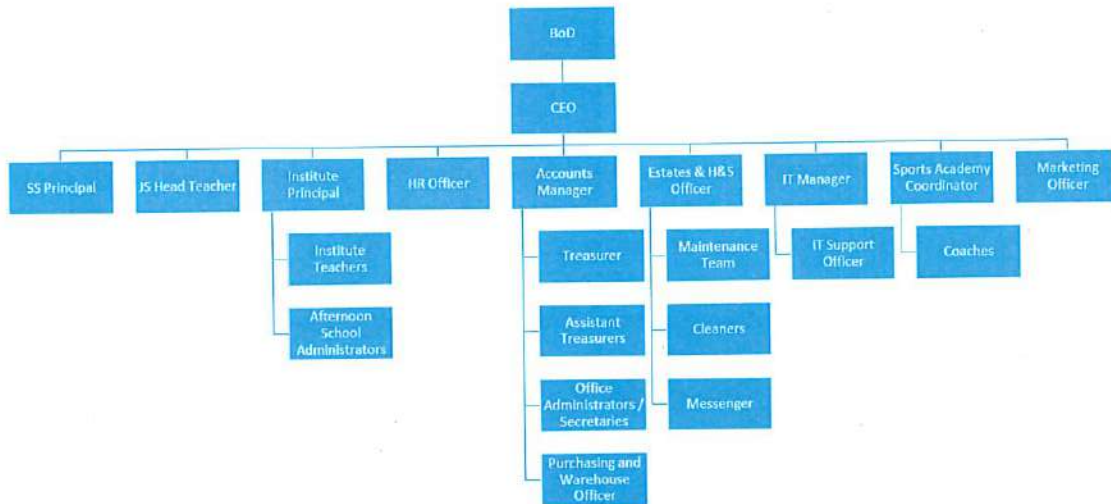 BoD
CEO
SS Principal
JS Head Teacher
Institute
Principal
HR Officer
Accounts
Manager
Estates & H&S
Officer
IT Manager
Sports Academy
Coordinator
Marketing
Officer
Institute
Teachers
Afternoon
School
Administrators
Treasurer
Assistant
Treasurers
Office
Administrators /
Secretaries
Purchasing and
Warehouse
Officer
Maintenance
Team
Cleaners
Messenger
IT Support
Officer
Coaches